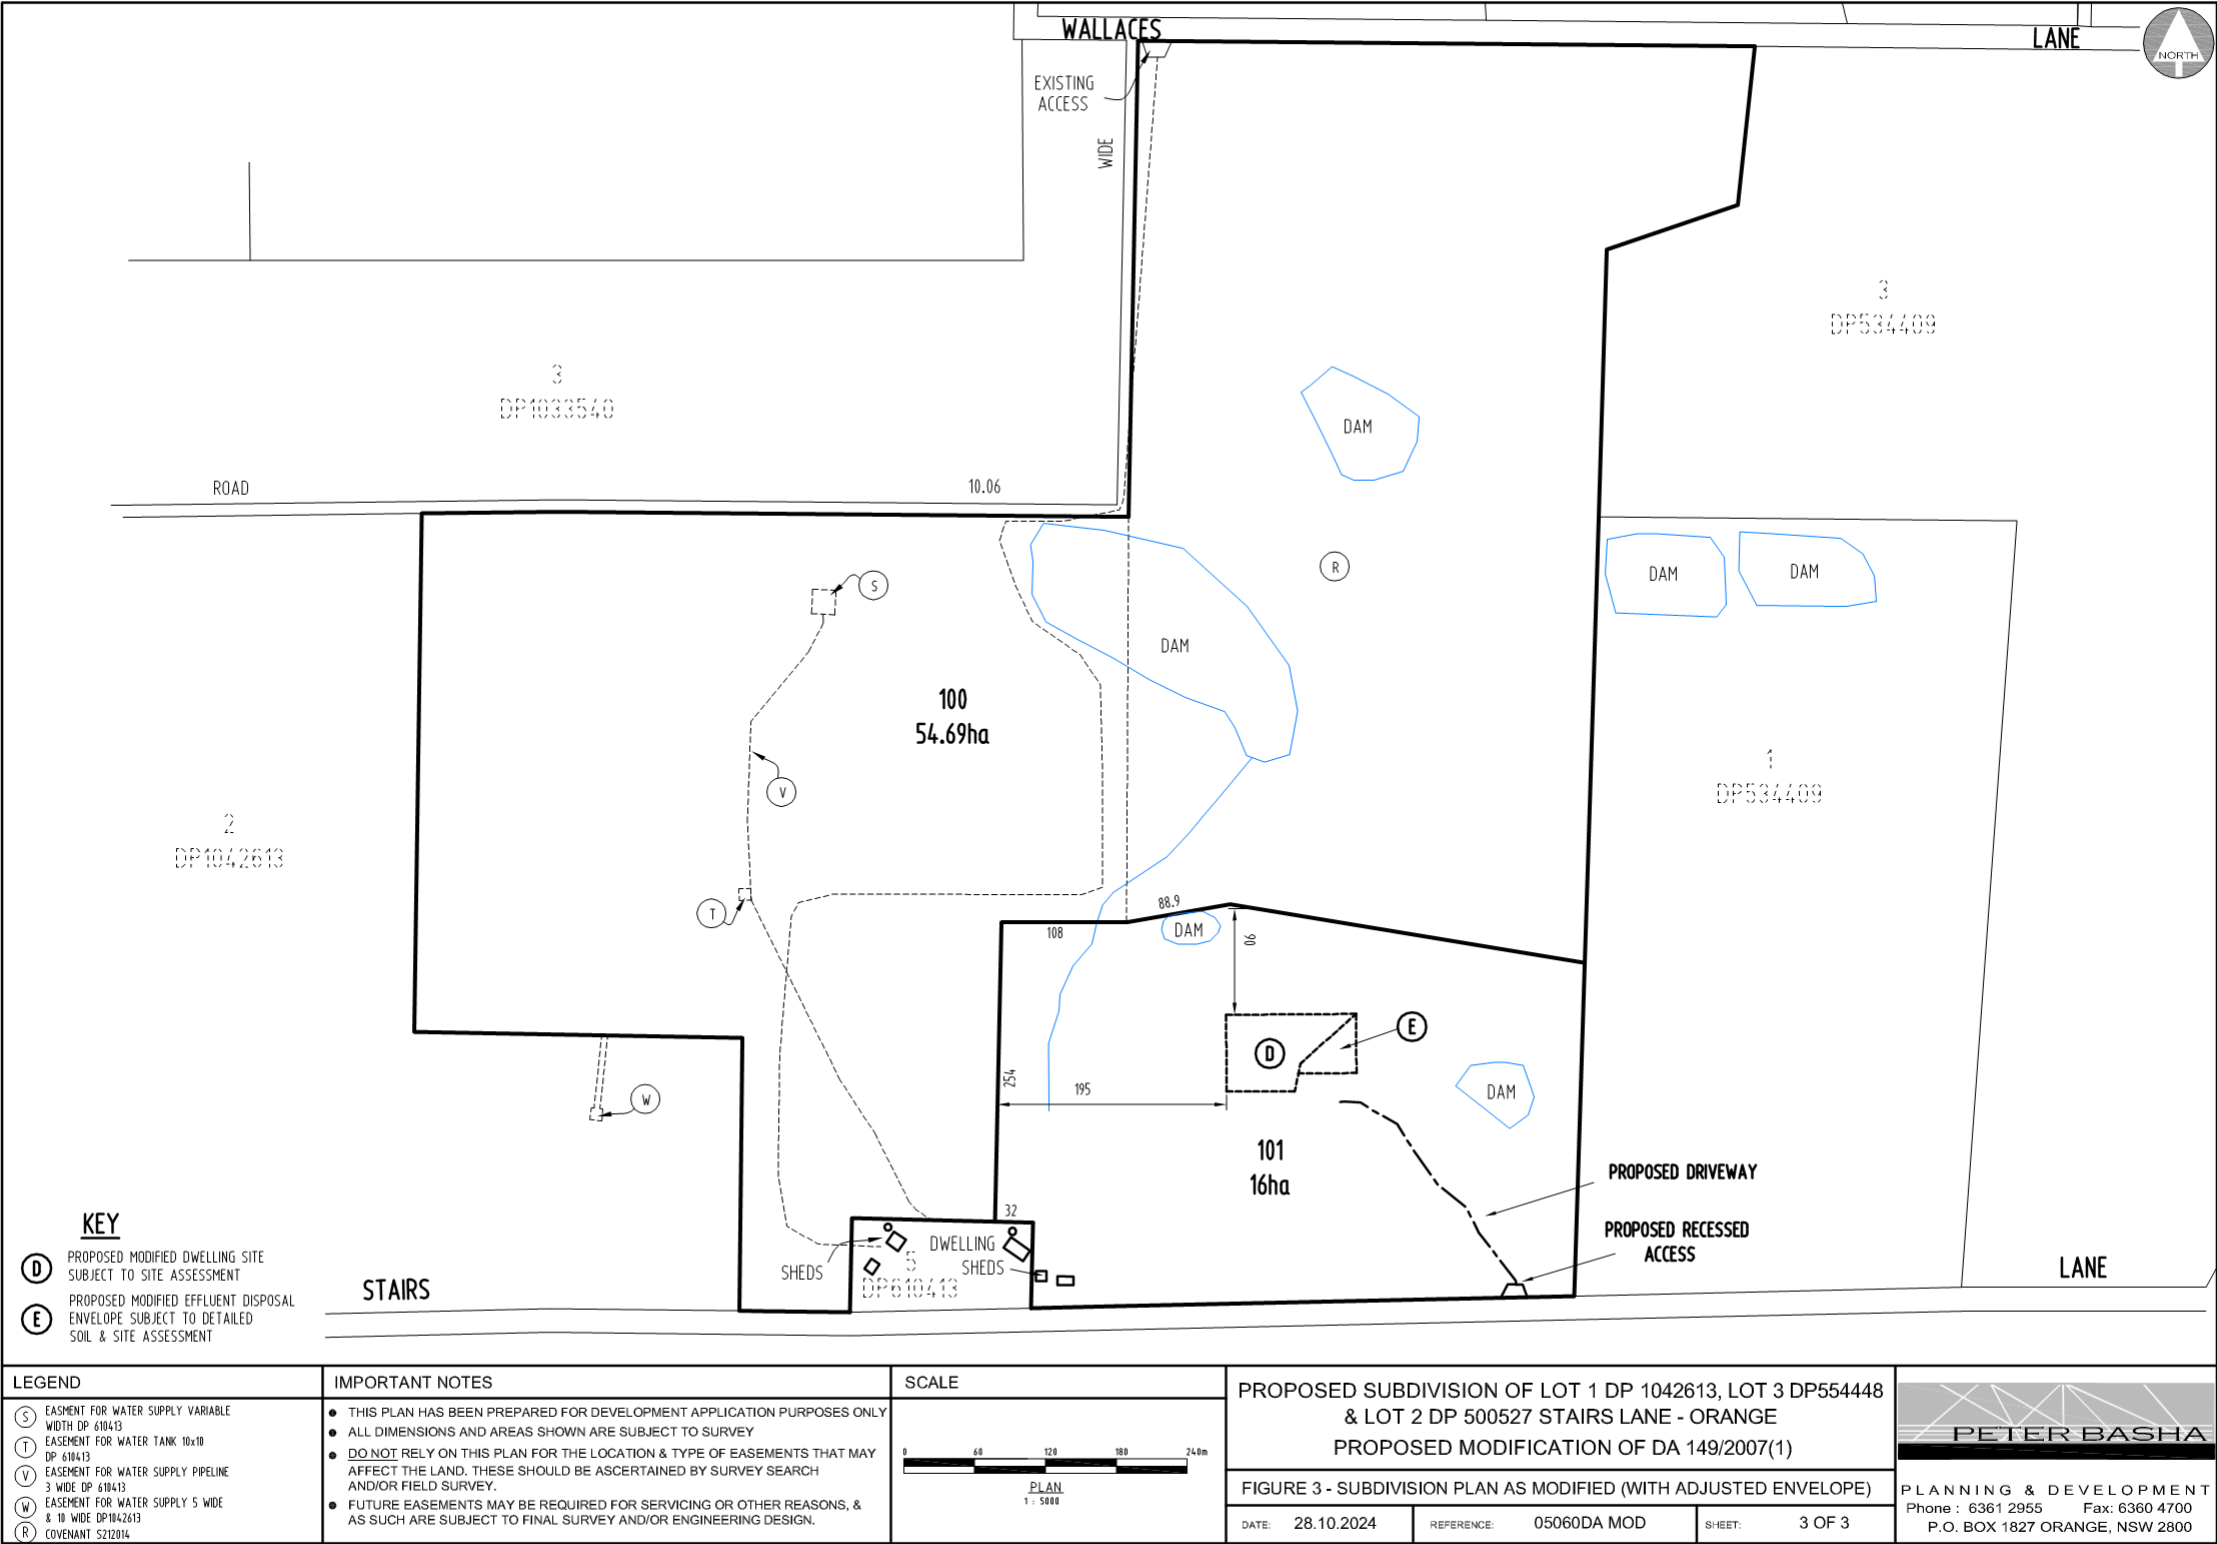 WALLACES
LANE
NORTH
EXISTING
ACCESS
WIDE
3
DP534409
3
DP1033540
DAM
ROAD
10.06
DAM
DAM
R
S
DAM
100
54.69ha
V
1
DP534409
2
DP1042613
T
88.9
108
DAM
90
E
D
254
195
DAM
W
101
16ha
PROPOSED DRIVEWAY
32
PROPOSED RECESSED
ACCESS
DWELLING
SHEDS
5
SHEDS
DP610413
STAIRS
LANE
KEY
D
PROPOSED MODIFIED DWELLING SITE
SUBJECT TO SITE ASSESSMENT
E
PROPOSED MODIFIED EFFLUENT DISPOSAL
ENVELOPE SUBJECT TO DETAILED
SOIL & SITE ASSESSMENT
LEGEND
S EASMENT FOR WATER SUPPLY VARIABLE
WIDTH DP 610413
T EASEMENT FOR WATER TANK 10x10
DP 610413
V EASEMENT FOR WATER SUPPLY PIPELINE
3 WIDE DP 610413
W EASEMENT FOR WATER SUPPLY 5 WIDE
& 10 WIDE DP1042613
R COVENANT S212014
IMPORTANT NOTES
● THIS PLAN HAS BEEN PREPARED FOR DEVELOPMENT APPLICATION PURPOSES ONLY
● ALL DIMENSIONS AND AREAS SHOWN ARE SUBJECT TO SURVEY
● DO NOT RELY ON THIS PLAN FOR THE LOCATION & TYPE OF EASEMENTS THAT MAY
AFFECT THE LAND. THESE SHOULD BE ASCERTAINED BY SURVEY SEARCH
AND/OR FIELD SURVEY.
● FUTURE EASEMENTS MAY BE REQUIRED FOR SERVICING OR OTHER REASONS, &
AS SUCH ARE SUBJECT TO FINAL SURVEY AND/OR ENGINEERING DESIGN.
SCALE
0 60 120 180 240m
PLAN
1 : 5000
PROPOSED SUBDIVISION OF LOT 1 DP 1042613, LOT 3 DP554448
& LOT 2 DP 500527 STAIRS LANE - ORANGE
PROPOSED MODIFICATION OF DA 149/2007(1)
FIGURE 3 - SUBDIVISION PLAN AS MODIFIED (WITH ADJUSTED ENVELOPE)
DATE: 28.10.2024
REFERENCE: 05060DA MOD
SHEET: 3 OF 3
PETER BASHA
PLANNING & DEVELOPMENT
Phone : 6361 2955 Fax: 6360 4700
P.O. BOX 1827 ORANGE, NSW 2800